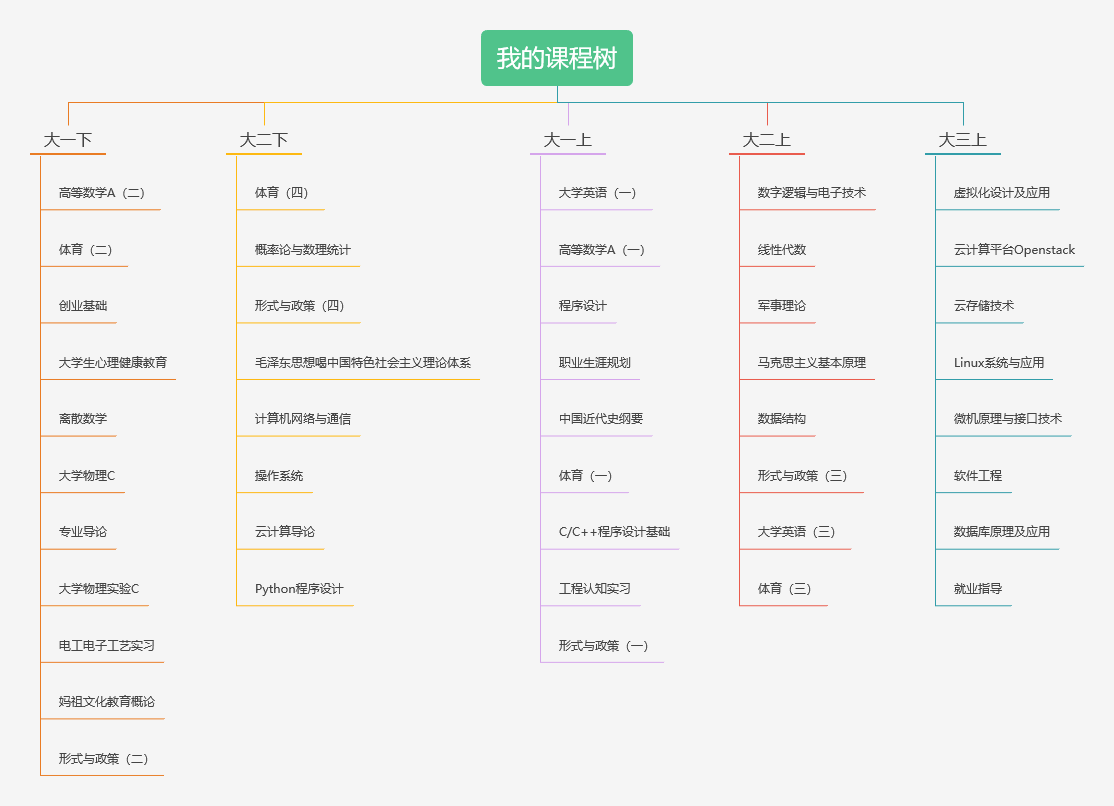 我的课程树
大一下
高等数学A（二）
体育（二）
创业基础
大学生心理健康教育
离散数学
大学物理C
专业导论
大学物理实验C
电工电子工艺实习
妈祖文化教育概论
形式与政策（二）
大二下
体育（四）
概率论与数理统计
形式与政策（四）
毛泽东思想喝中国特色社会主义理论体系
计算机网络与通信
操作系统
云计算导论
Python程序设计
大一上
大学英语（一）
高等数学A（一）
程序设计
职业生涯规划
中国近代史纲要
体育（一）
C/C++程序设计基础
工程认知实习
形式与政策（一）
大二上
数字逻辑与电子技术
线性代数
军事理论
马克思主义基本原理
数据结构
形式与政策（三）
大学英语（三）
体育（三）
大三上
虚拟化设计及应用
云计算平台Openstack
云存储技术
Linux系统与应用
微机原理与接口技术
软件工程
数据库原理及应用
就业指导